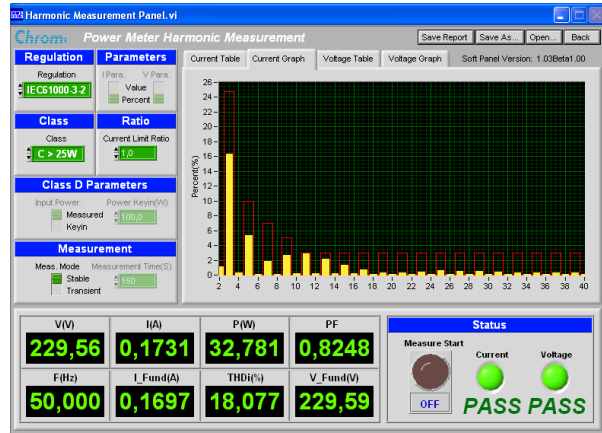 6628 Harmonic Measurement Panel.vi
Chroma Power Meter Harmonic Measurement
Save Report Save As... Open... Back
Regulation Parameters
Current Table Current Graph Voltage Table Voltage Graph Soft Panel Version: 1.03Beta1.00
Regulation I Para. V Para.
IEC61000-3-2 Value
Percent
Class Ratio
Class Current Limit Ratio
C > 25W 1,0
Class D Parameters
Input Power Power Keyin(W)
Measured 100,0
Keyin
Measurement
Meas. Mode Measurement Time(S)
Stable 150
Transient
Percent(%)
26
24
22
20
18
16
14
12
10
8
6
4
2
0
2 4 6 8 10 12 14 16 18 20 22 24 26 28 30 32 34 36 38 40
V(V) I(A) P(W) PF
229,56 0,1731 32,781 0,8248
F(Hz) I_Fund(A) THDi(%) V_Fund(V)
50,000 0,1697 18,077 229,59
Status
Measure Start Current Voltage
OFF PASS PASS